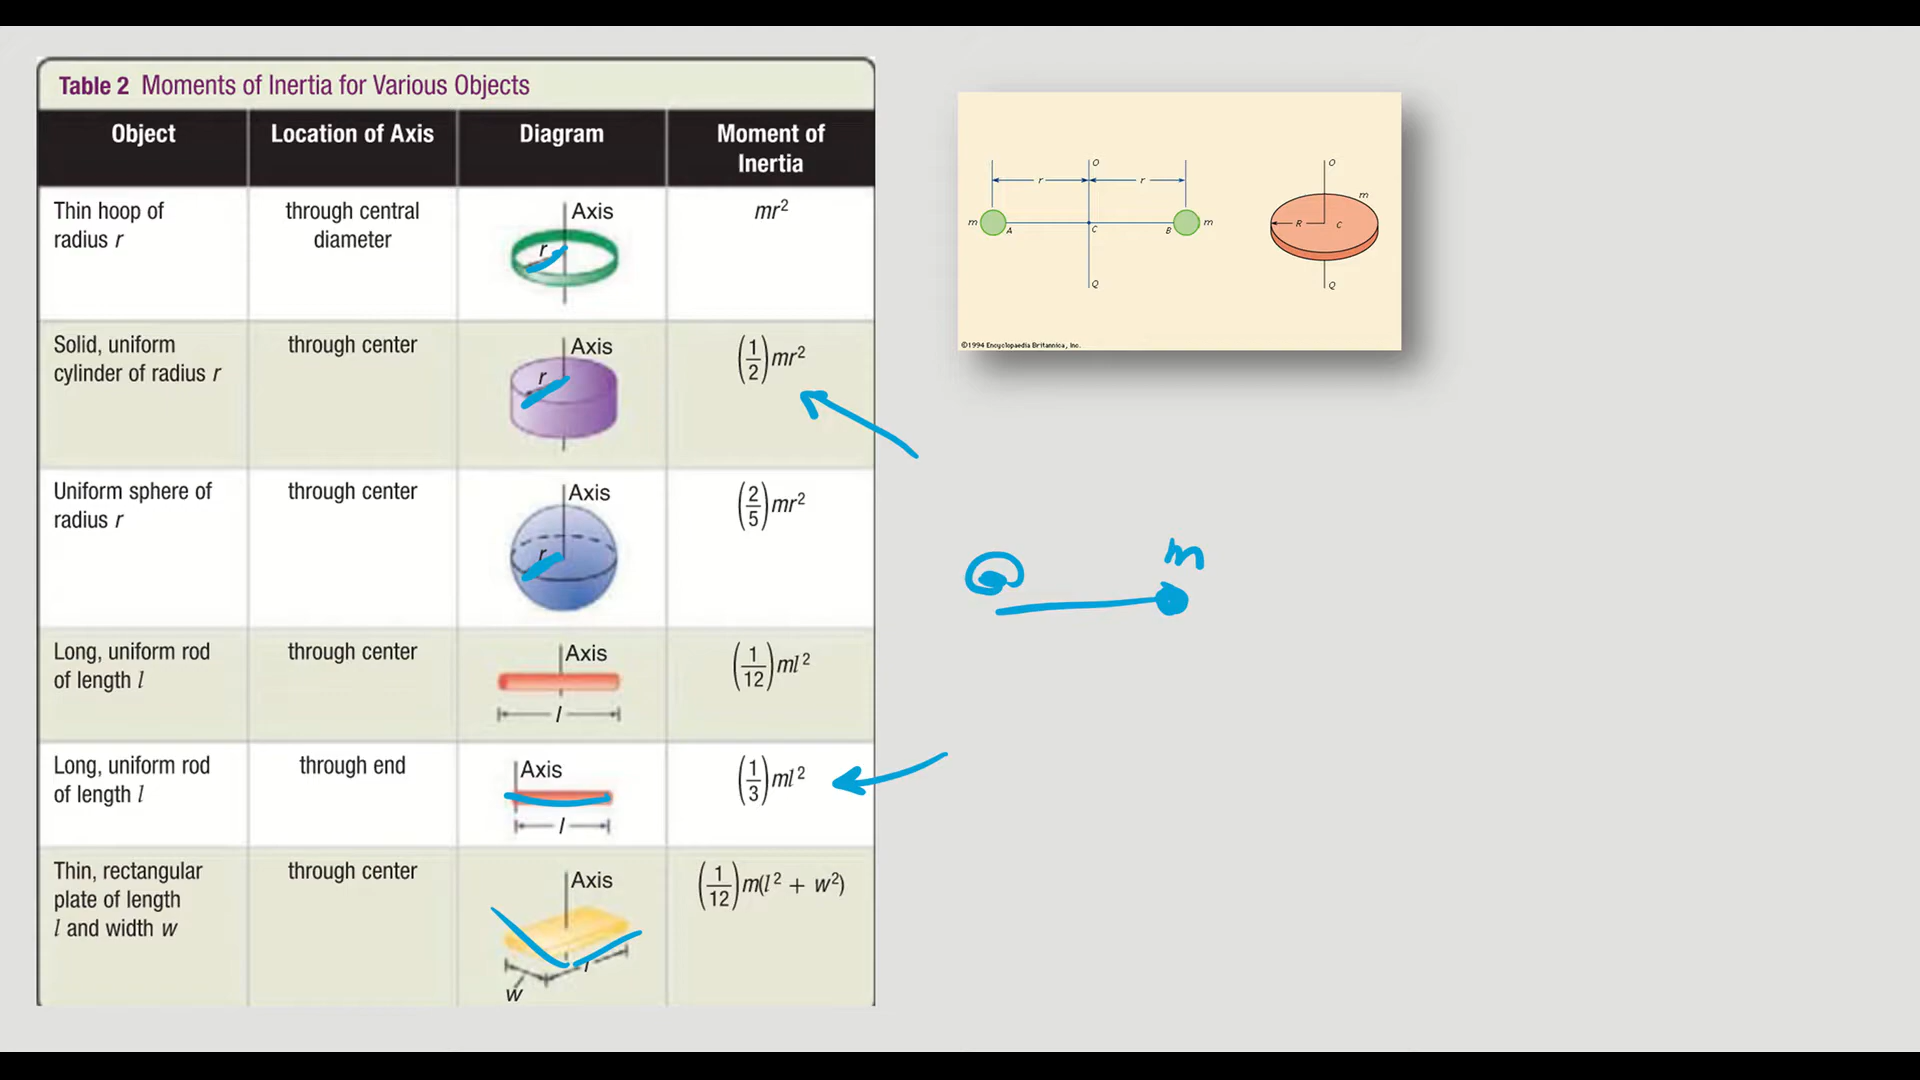 Table 2 Moments of Inertia for Various Objects
Object
Location of Axis
Diagram
Moment of
Inertia
Thin hoop of
radius r
through central
diameter
Axis
r
mr²
Solid, uniform
cylinder of radius r
through center
Axis
r
(1/2)mr²
Uniform sphere of
radius r
through center
Axis
r
(2/5)mr²
Long, uniform rod
of length l
through center
Axis
l
(1/12)ml²
Long, uniform rod
of length l
through end
Axis
l
(1/3)ml²
Thin, rectangular
plate of length
l and width w
through center
Axis
l
w
(1/12)m(l² + w²)
O
r r
m A C B m
Q
O
m
R C
Q
©1994 Encyclopaedia Britannica, Inc.
m